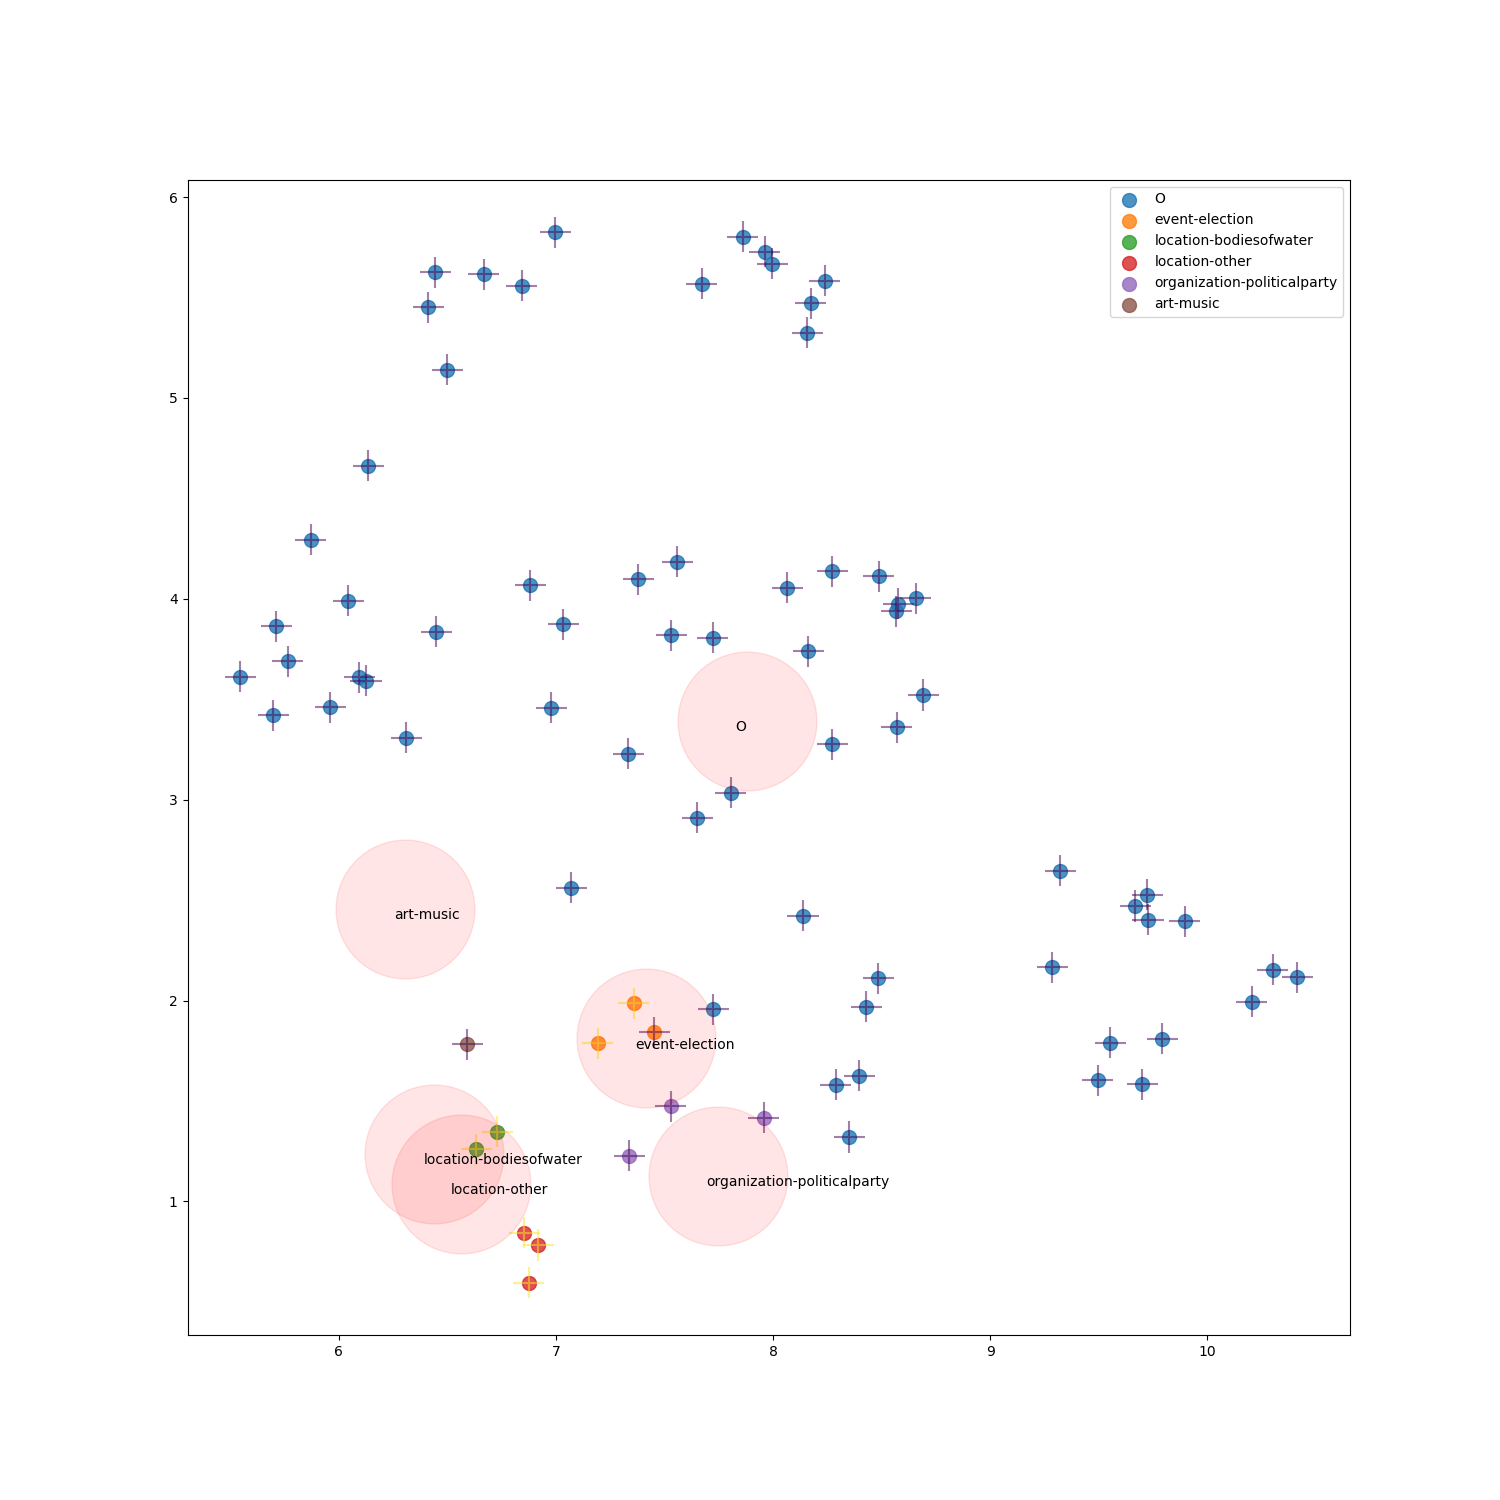 6
5
4
3
2
1
6
7
8
9
10
O
event-election
location-bodiesofwater
location-other
organization-politicalparty
art-music
O
art-music
event-election
location-bodiesofwater
location-other
organization-politicalparty